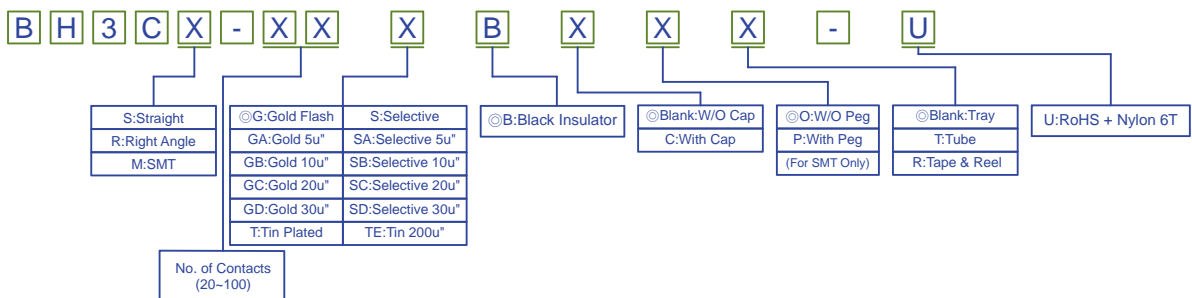 B H 3 C X - X X X B X X X - U
S:Straight
R:Right Angle
M:SMT
No. of Contacts
(20~100)
◎G:Gold Flash S:Selective
GA:Gold 5u" SA:Selective 5u"
GB:Gold 10u" SB:Selective 10u"
GC:Gold 20u" SC:Selective 20u"
GD:Gold 30u" SD:Selective 30u"
T:Tin Plated TE:Tin 200u"
◎B:Black Insulator
◎Blank:W/O Cap
C:With Cap
◎O:W/O Peg
P:With Peg
(For SMT Only)
◎Blank:Tray
T:Tube
R:Tape & Reel
U:RoHS + Nylon 6T